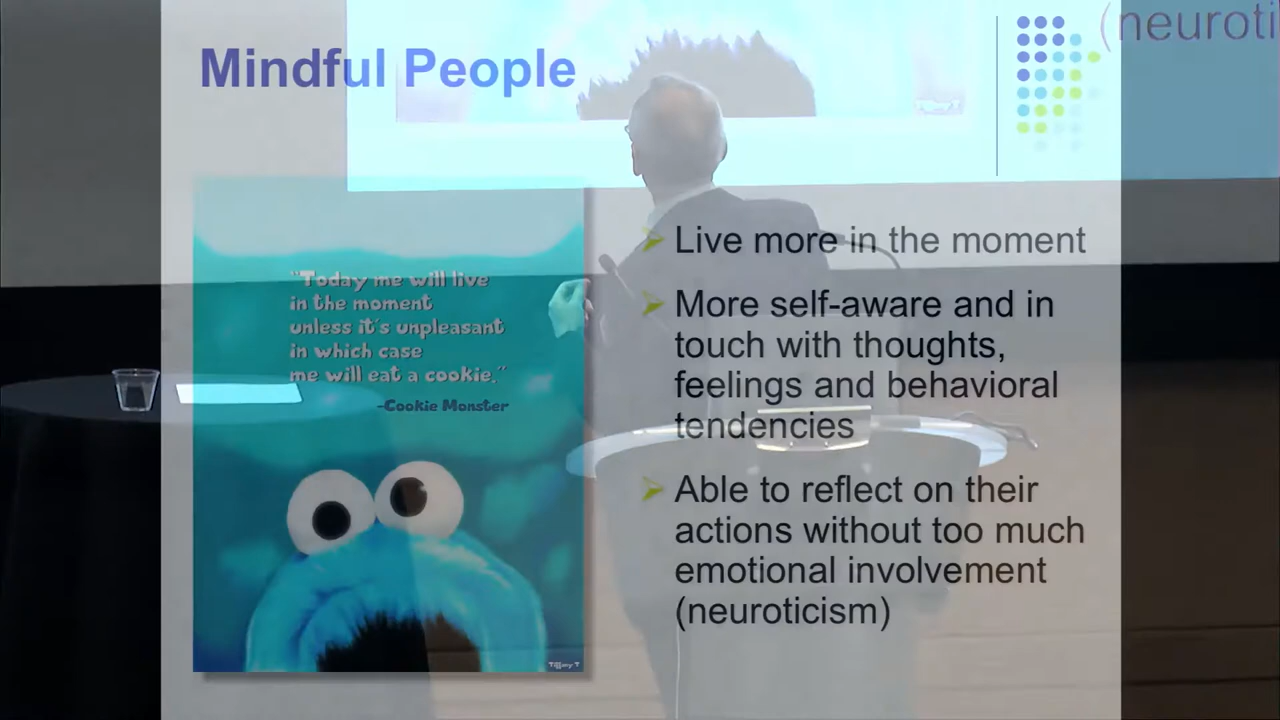 Mindful People
(neuroti
"Today me will live
in the moment
unless it's unpleasant
in which case
me will eat a cookie."
-Cookie Monster
Tiffany T
Live more in the moment
More self-aware and in
touch with thoughts,
feelings and behavioral
tendencies
Able to reflect on their
actions without too much
emotional involvement
(neuroticism)